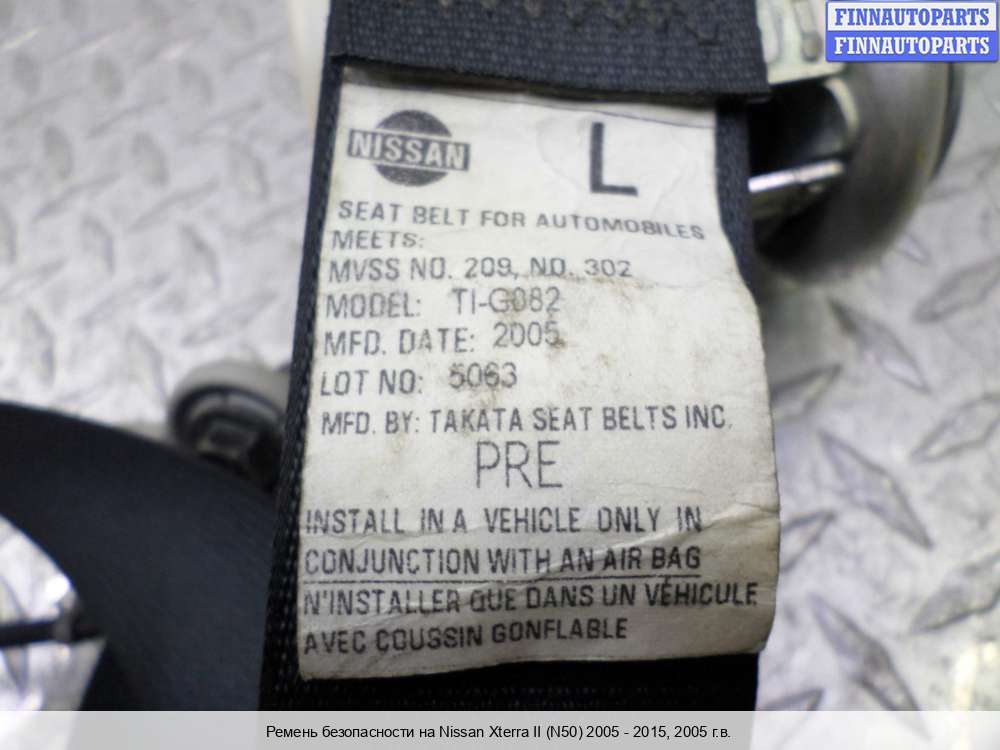 FINNAUTOPARTS
FINNAUTOPARTS
NISSAN
L
SEAT BELT FOR AUTOMOBILES
MEETS:
MVSS NO. 209, NO. 302
MODEL: TI-G082
MFD. DATE: 2005
LOT NO: 5063
MFD. BY: TAKATA SEAT BELTS INC.
PRE
INSTALL IN A VEHICLE ONLY IN
CONJUNCTION WITH AN AIR BAG
N'INSTALLER QUE DANS UN VÉHICULE
AVEC COUSSIN GONFLABLE
Ремень безопасности на Nissan Xterra II (N50) 2005 - 2015, 2005 г.в.